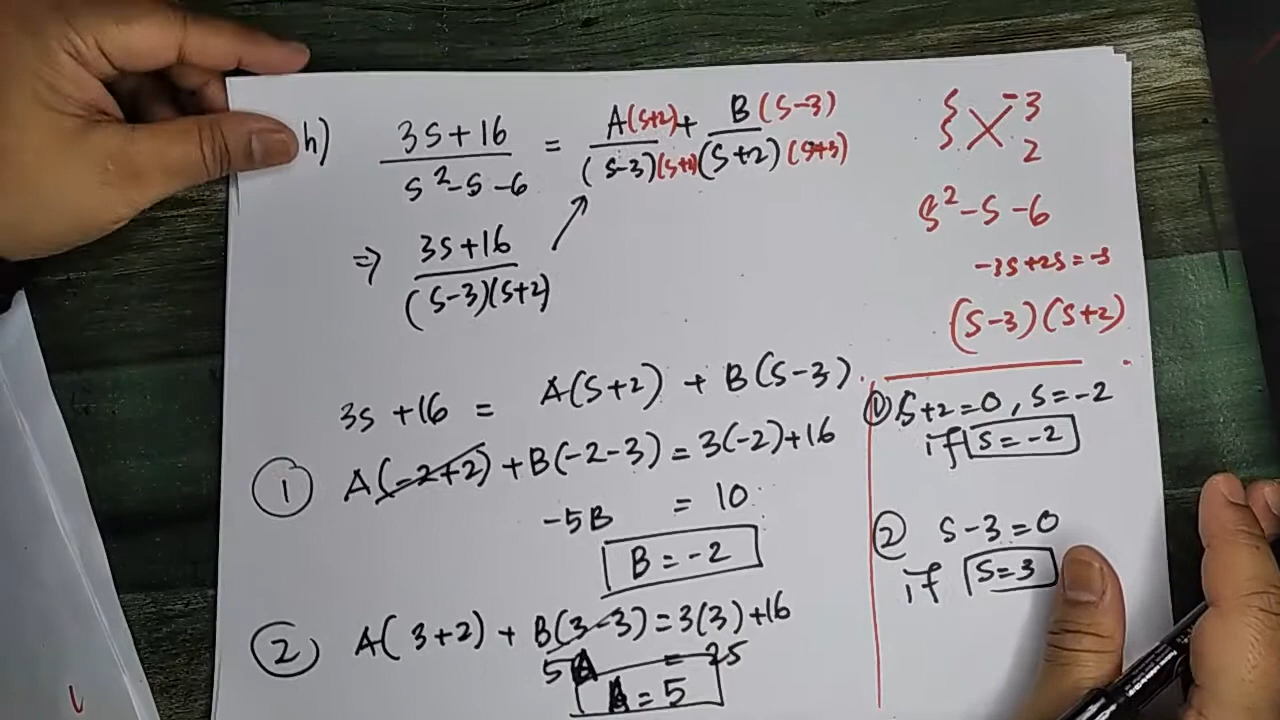 h) 3s+16 / s²-s-6 = A(s+2) / (s-3)(s+2) + B(s-3) / (s+2)(s+3)
⇒ 3s+16 / (s-3)(s+2)
s -3
s 2
s²-s-6
-3s+2s=-s
(s-3)(s+2)
3s+16 = A(s+2) + B(s-3)
① A(-2+2)+B(-2-3)=3(-2)+16
-5B = 10
B=-2
② A(3+2)+B(3-3)=3(3)+16
5A = 25
A=5
① s+2=0, s=-2
if s=-2
② s-3=0
if s=3